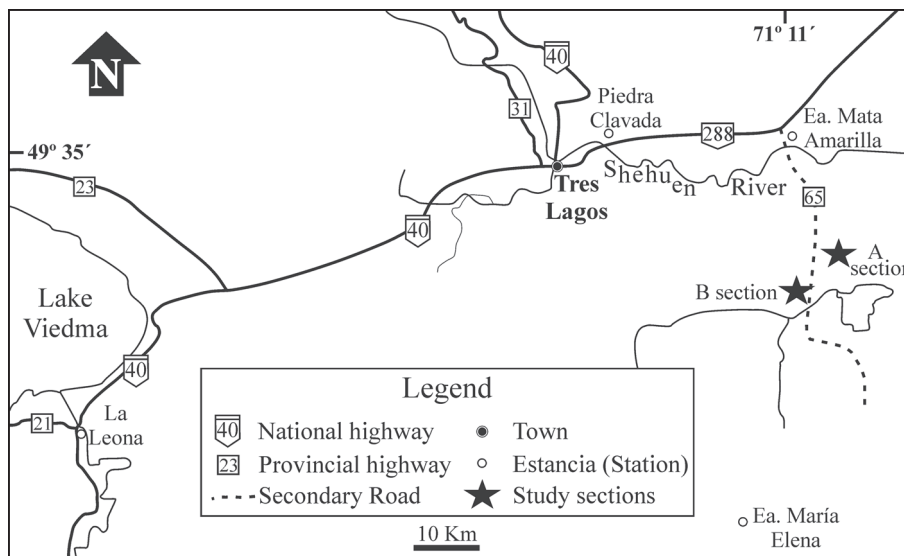 N
40
71º 11´
31
Piedra
Clavada
288
Ea. Mata
Amarilla
49º 35´
23
Tres
Lagos
Shehuen
River
65
40
A
section
B section
Lake
Viedma
40
21
La
Leona
Legend
40 National highway
Town
23 Provincial highway
Estancia (Station)
Secondary Road
Study sections
10 Km
Ea. María
Elena